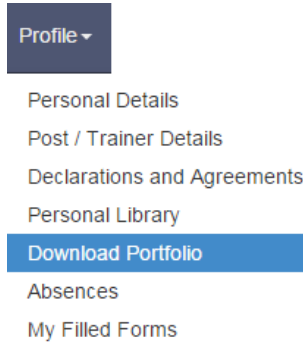 Profile
Personal Details
Post / Trainer Details
Declarations and Agreements
Personal Library
Download Portfolio
Absences
My Filled Forms